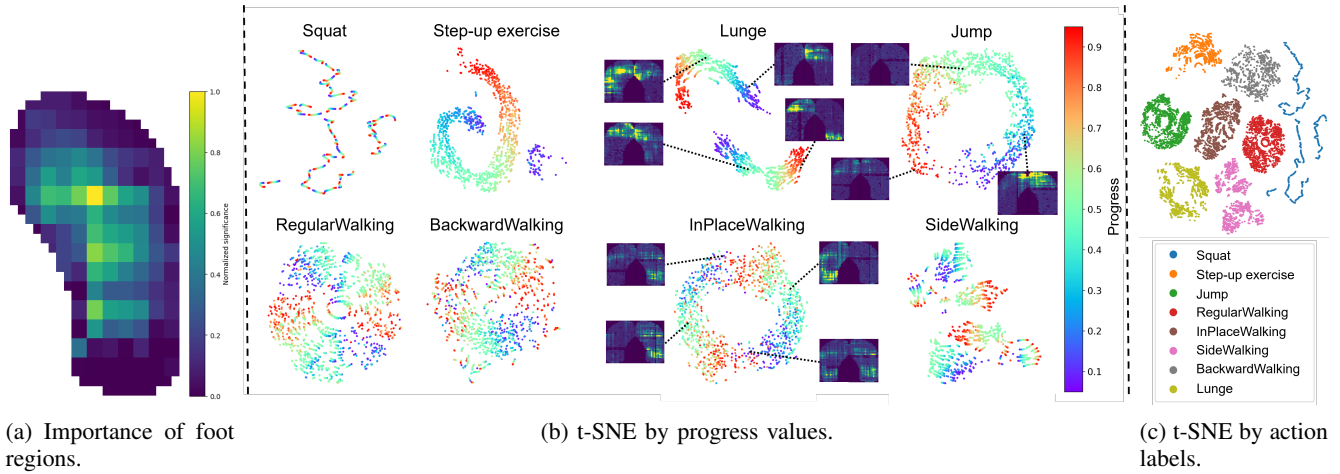 1.0
0.8
0.6
0.4
0.2
0.0
Normalized significance
(a) Importance of foot
regions.
Squat
Step-up exercise
Lunge
Jump
RegularWalking
BackwardWalking
InPlaceWalking
SideWalking
0.9
0.8
0.7
0.6
0.5
0.4
0.3
0.2
0.1
Progress
(b) t-SNE by progress values.
Squat
Step-up exercise
Jump
RegularWalking
InPlaceWalking
SideWalking
BackwardWalking
Lunge
(c) t-SNE by action
labels.